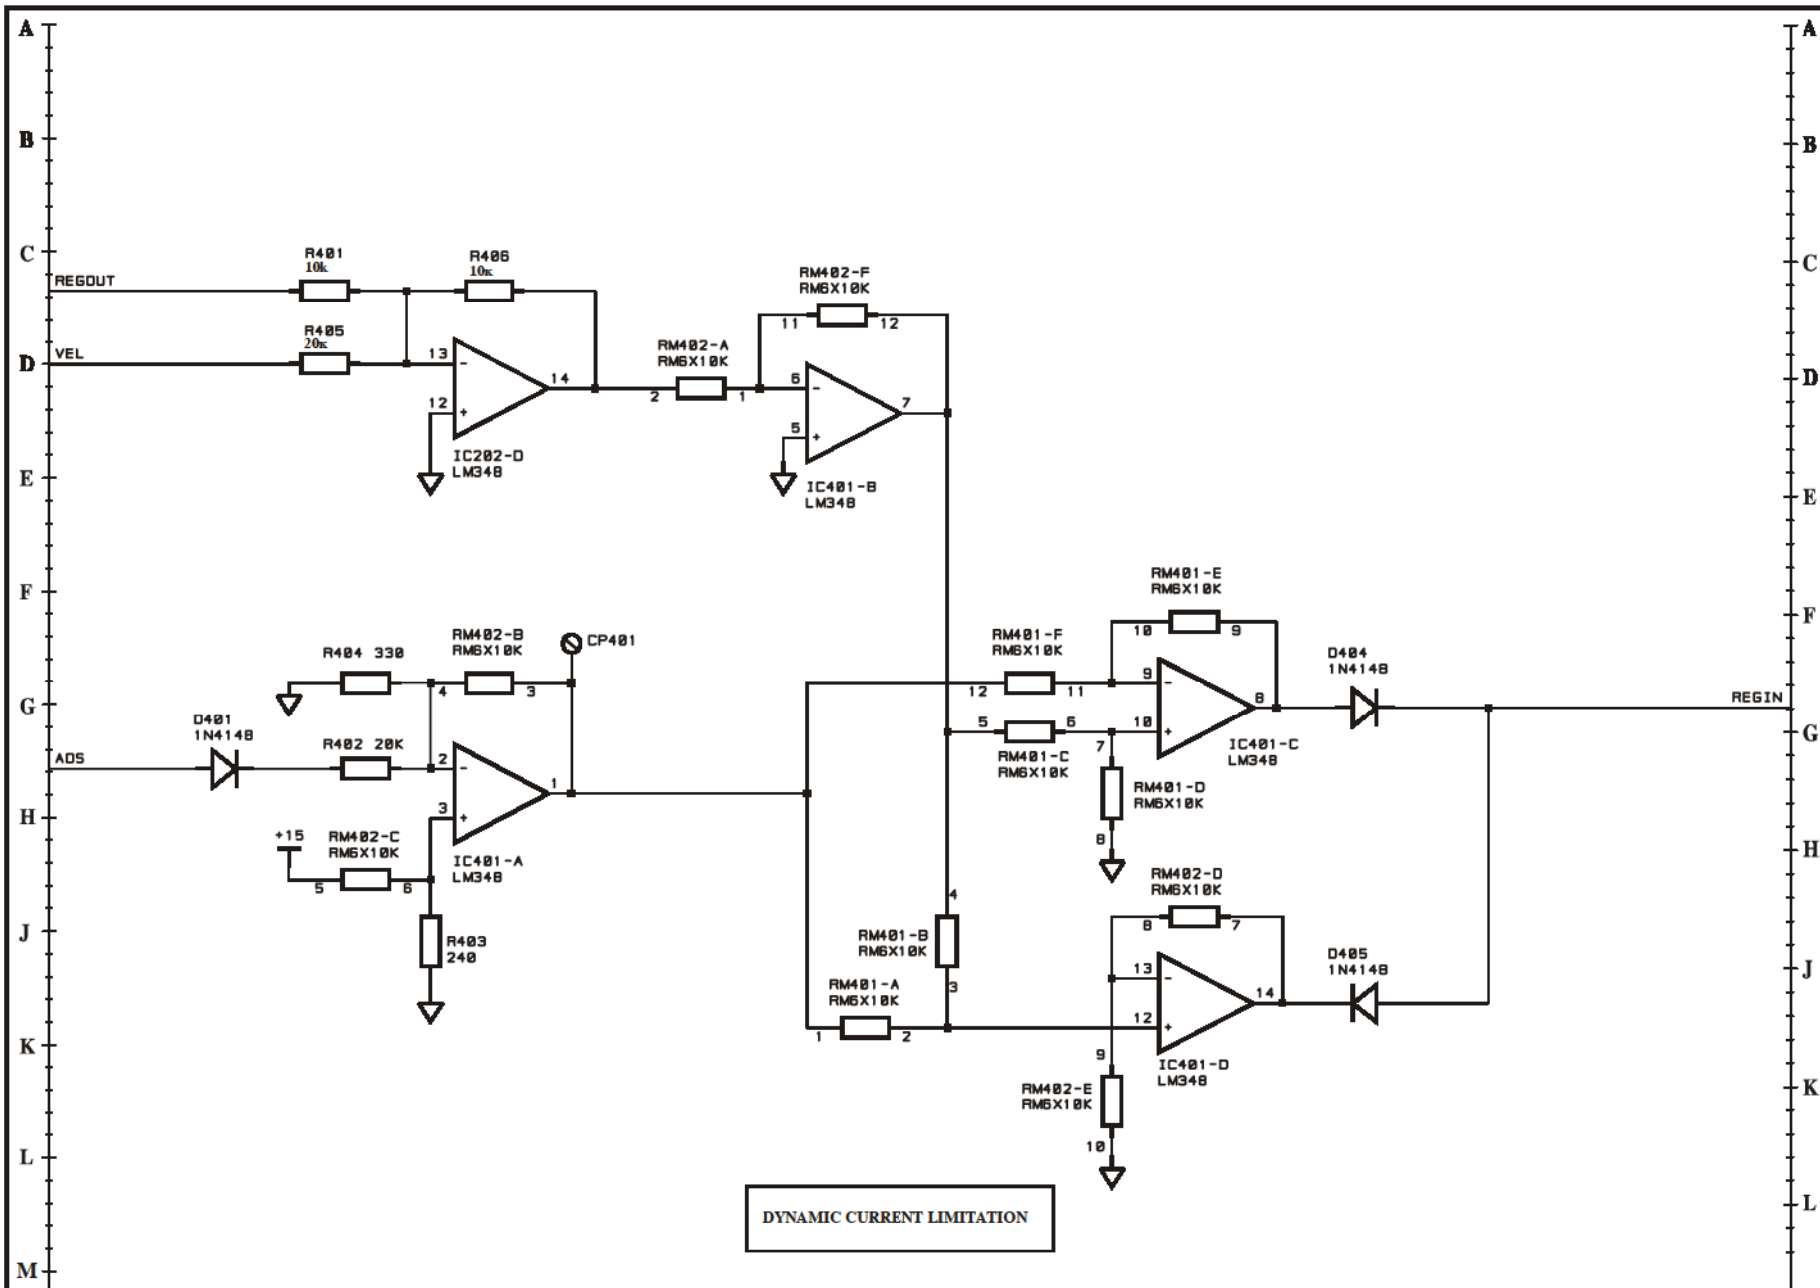 A
A
B
B
C
C
D
D
E
E
F
F
G
G
H
H
J
J
K
K
L
L
M
REGOUT
R401
10k
R406
10K
VEL
R405
20K
13
12
14
IC202-D
LM348
RM402-A
RM6X10K
2
1
RM402-F
RM6X10K
11
12
6
5
7
IC401-B
LM348
R404 330
RM402-B
RM6X10K
4
3
CP401
D401
1N4148
AOS
R402 20K
2
3
1
IC401-A
LM348
+15
RM402-C
RM6X10K
5
6
R403
240
RM401-F
RM6X10K
12
11
RM401-E
RM6X10K
10
9
9
10
8
IC401-C
LM348
5
6
RM401-C
RM6X10K
7
RM401-D
RM6X10K
8
D404
1N4148
REGIN
4
RM401-B
RM6X10K
3
RM401-A
RM6X10K
1
2
RM402-D
RM6X10K
8
7
13
12
14
IC401-D
LM348
D405
1N4148
9
RM402-E
RM6X10K
10
DYNAMIC CURRENT LIMITATION